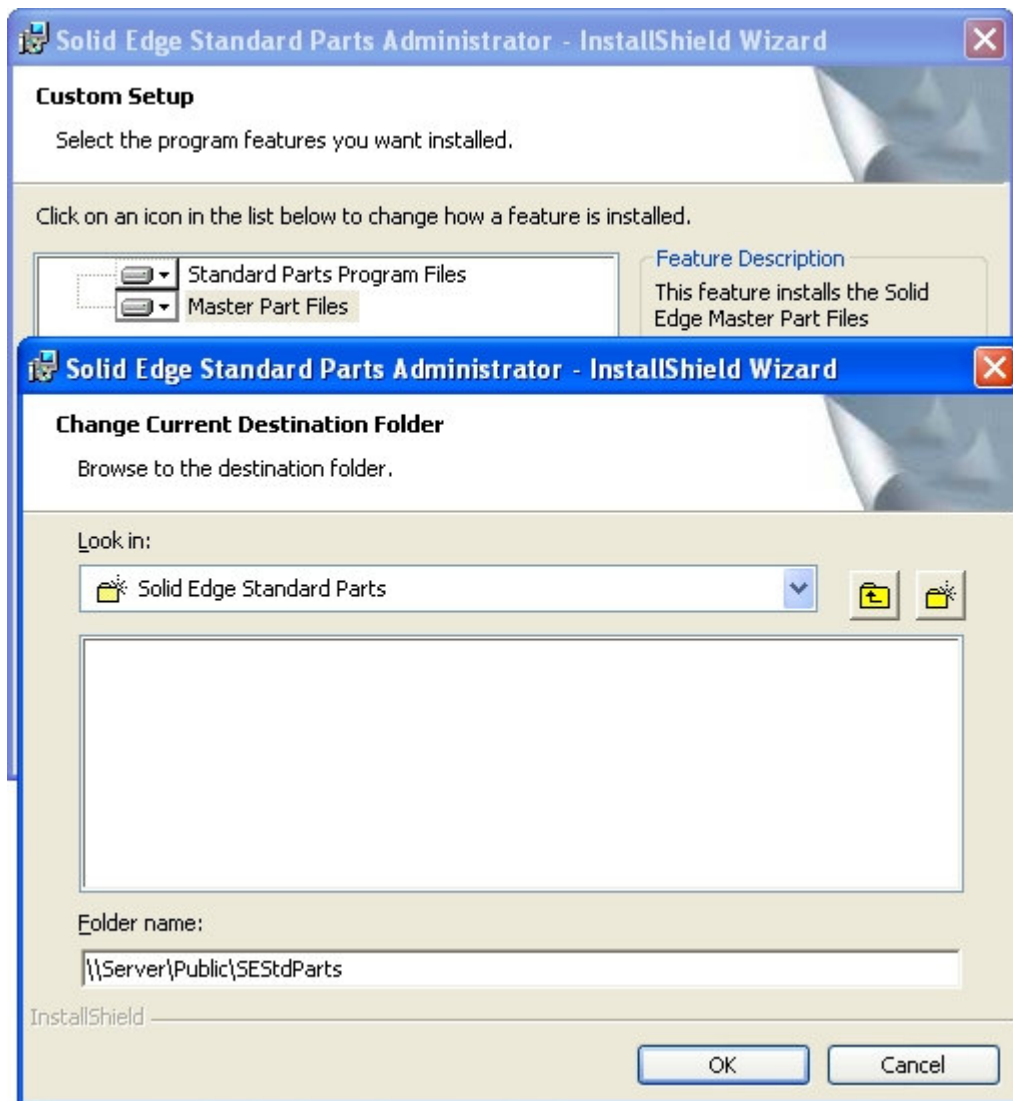 Solid Edge Standard Parts Administrator - InstallShield Wizard
Custom Setup
Select the program features you want installed.
Click on an icon in the list below to change how a feature is installed.
Standard Parts Program Files
Master Part Files
Feature Description
This feature installs the Solid
Edge Master Part Files
Solid Edge Standard Parts Administrator - InstallShield Wizard
Change Current Destination Folder
Browse to the destination folder.
Look in:
Solid Edge Standard Parts
Folder name:
\\Server\Public\SEStdParts
InstallShield
OK
Cancel